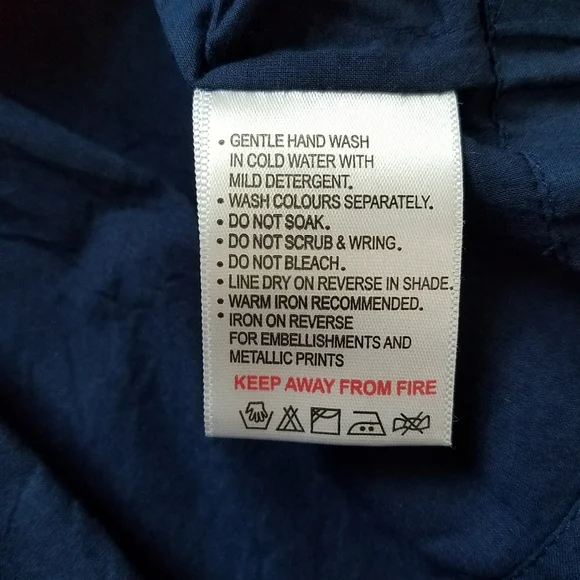 • GENTLE HAND WASH
IN COLD WATER WITH
MILD DETERGENT.
• WASH COLOURS SEPARATELY.
• DO NOT SOAK.
• DO NOT SCRUB & WRING.
• DO NOT BLEACH.
• LINE DRY ON REVERSE IN SHADE.
• WARM IRON RECOMMENDED.
• IRON ON REVERSE
FOR EMBELLISHMENTS AND
METALLIC PRINTS
KEEP AWAY FROM FIRE